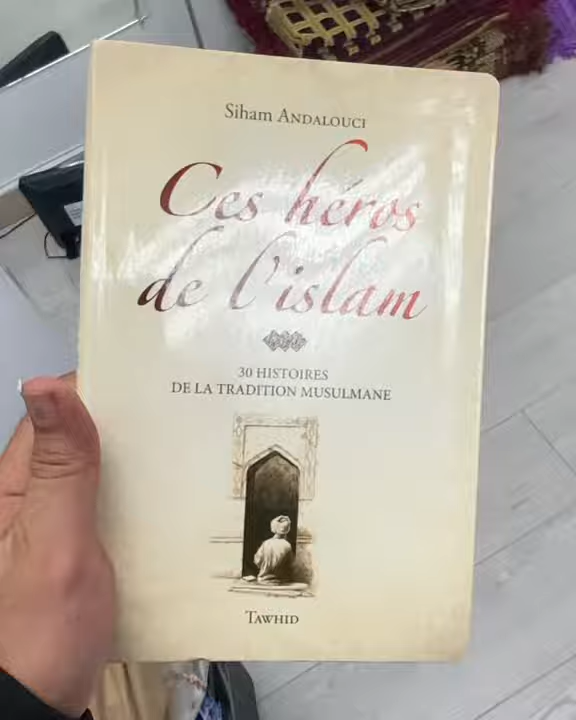 Siham ANDALOUCI
Ces héros
de l'islam
30 HISTOIRES
DE LA TRADITION MUSULMANE
TAWHID